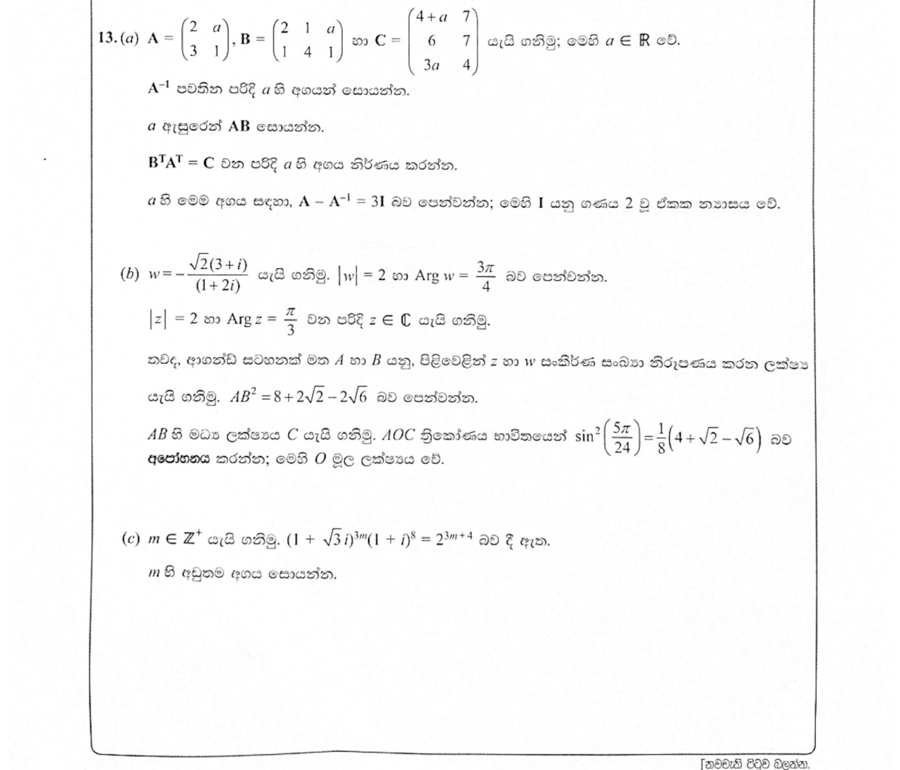 13. (a) A = (2 a; 3 1), B = (2 1 a; 1 4 1) හා C = (4+a 7; 6 7; 3a 4) යැයි ගනිමු; මෙහි a ∈ ℝ වේ.
A⁻¹ පවතින පරිදි a හි අගයන් සොයන්න.
a ඇසුරෙන් AB සොයන්න.
BᵀAᵀ = C වන පරිදි a හි අගය නිර්ණය කරන්න.
a හි මෙම අගය සඳහා, A − A⁻¹ = 3I බව පෙන්වන්න; මෙහි I යනු ගණය 2 වූ ඒකක න්‍යාසය වේ.
(b) w = − √2(3 + i)/(1 + 2i) යැයි ගනිමු. |w| = 2 හා Arg w = 3π/4 බව පෙන්වන්න.
|z| = 2 හා Arg z = π/3 වන පරිදි z ∈ ℂ යැයි ගනිමු.
තවද, ආගන්ඩ් සටහනක් මත A හා B යනු, පිළිවෙළින් z හා w සංකීර්ණ සංඛ්‍යා නිරූපණය කරන ලක්ෂ්‍ය
යැයි ගනිමු. AB² = 8 + 2√2 − 2√6 බව පෙන්වන්න.
AB හි මධ්‍ය ලක්ෂ්‍යය C යැයි ගනිමු. AOC ත්‍රිකෝණය භාවිතයෙන් sin²(5π/24) = 1/8(4 + √2 − √6) බව
අපෝහනය කරන්න; මෙහි O මූල ලක්ෂ්‍යය වේ.
(c) m ∈ ℤ⁺ යැයි ගනිමු. (1 + √3 i)³ᵐ(1 + i)⁸ = 2³ᵐ⁺⁴ බව දී ඇත.
m හි අඩුතම අගය සොයන්න.
[නවවැනි පිටුව බලන්න.